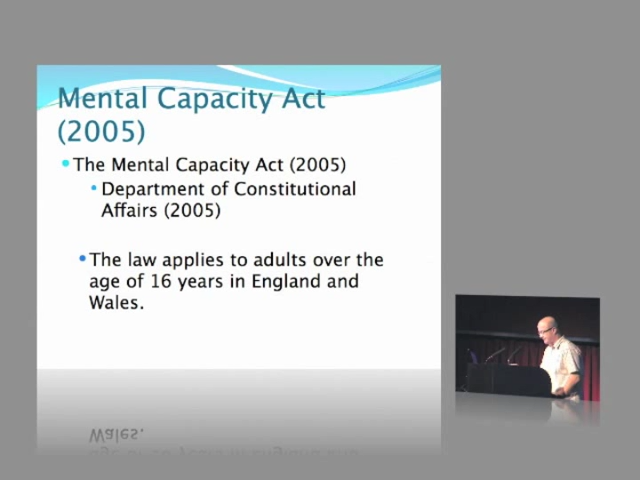 Mental Capacity Act
(2005)
The Mental Capacity Act (2005)
Department of Constitutional
Affairs (2005)
The law applies to adults over the
age of 16 years in England and
Wales.